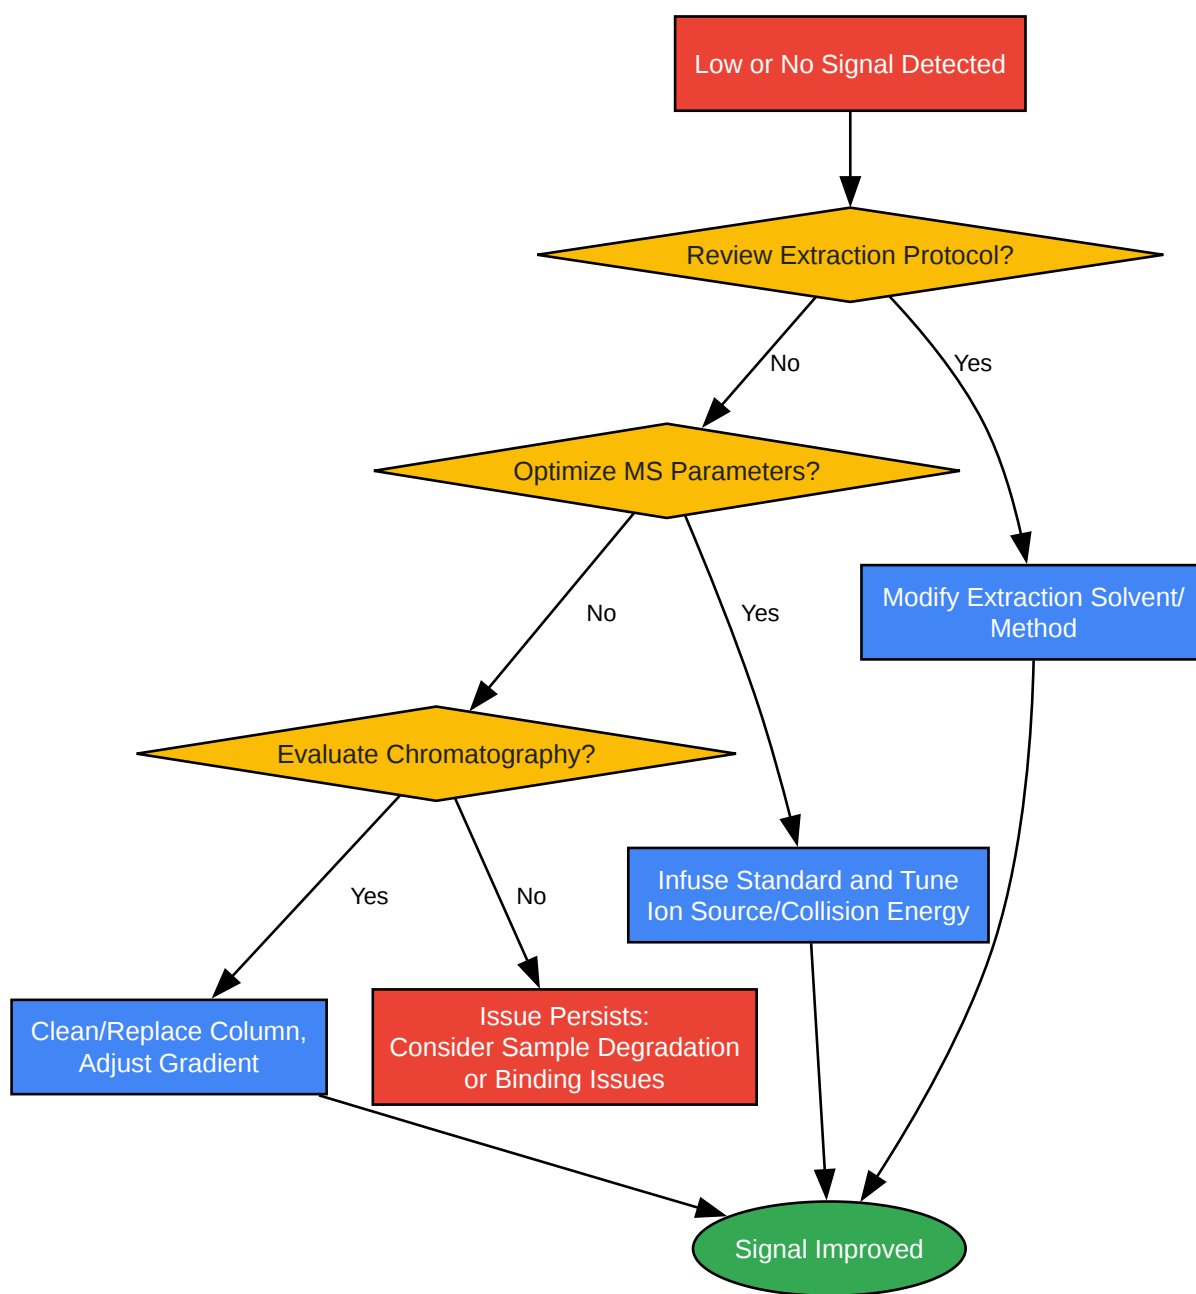 Low or No Signal Detected
Review Extraction Protocol?
No
Yes
Optimize MS Parameters?
Modify Extraction Solvent/
Method
No
Yes
Evaluate Chromatography?
Infuse Standard and Tune
Ion Source/Collision Energy
Yes
No
Clean/Replace Column,
Adjust Gradient
Issue Persists:
Consider Sample Degradation
or Binding Issues
Signal Improved